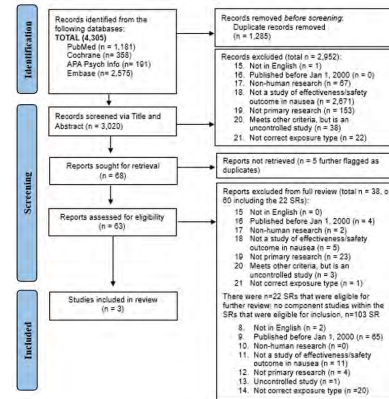 Identification
Records identified from the
following databases:
TOTAL (4,305)
PubMed (n = 1,181)
Cochrane (n= 358)
APA Psych Info (n= 191)
Embase (n = 2,575)
Records removed before screening:
Duplicate records removed
(n = 1,285)
Screening
Records screened via Title and
Abstract (n = 3,020)
Records excluded (total n = 2,952)
15. Not in English (n = 1)
16. Published before Jan 1, 2000 (n = 0)
17. Non-human research (n = 67)
18. Not a study of effectiveness/safety
outcome in nausea (n = 2,671)
19. Not primary research (n = 153)
20. Meets other criteria, but is an
uncontrolled study (n = 38)
21. Not correct exposure type (n = 22)
Reports sought for retrieval
(n = 68)
Reports not retrieved (n = 5 further flagged as
duplicates)
Reports assessed for eligibility
(n = 63)
Reports excluded from full review (total n = 38, o
60 including the 22 SRs):
15 Not in English (n = 0)
16 Published before Jan 1, 2000 (n = 4)
17 Non-human research (n = 2)
18 Not a study of effectiveness/safety
outcome in nausea (n = 5)
19 Not primary research (n = 23)
20 Meets other criteria, but is an
uncontrolled study (n = 3)
21 Not correct exposure type (n = 1)
There were n=22 SRs that were eligible for
further review; no component studies within the
SRs that were eligible for inclusion, n=103 SR
8. Not in English (n = 2)
9. Published before Jan 1, 2000 (n = 65)
10. Non-human research (n =0)
11. Not a study of effectiveness/safety
outcome in nausea (n = 11)
12. Not primary research (n = 4)
13. Uncontrolled study (n =1)
14. Not correct exposure type (n =20)
Included
Studies included in review
(n = 3)